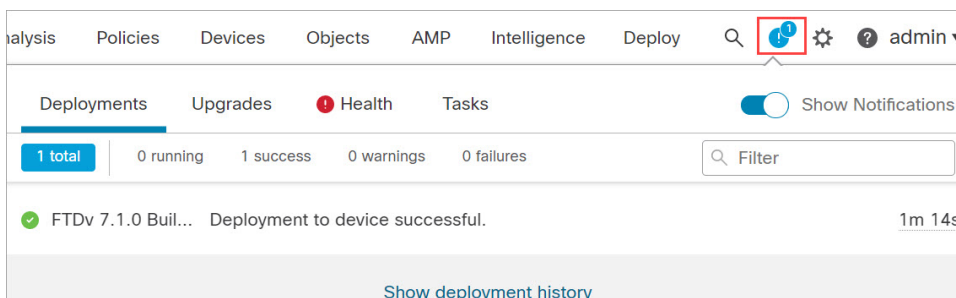 nalysis Policies Devices Objects AMP Intelligence Deploy 1 admin
Deployments Upgrades Health Tasks Show Notifications
1 total 0 running 1 success 0 warnings 0 failures Filter
FTDv 7.1.0 Buil... Deployment to device successful. 1m 14s
Show deployment history